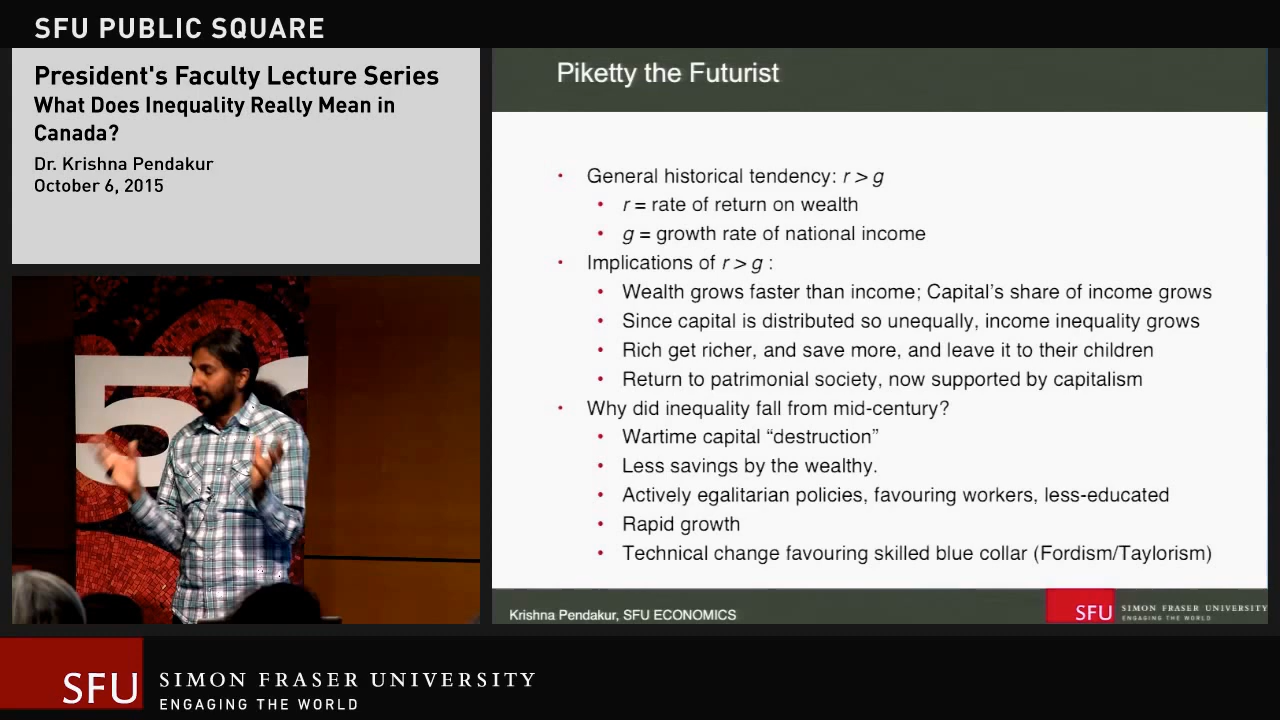 SFU PUBLIC SQUARE
President's Faculty Lecture Series
What Does Inequality Really Mean in
Canada?
Dr. Krishna Pendakur
October 6, 2015
Piketty the Futurist
• General historical tendency: r > g
• r = rate of return on wealth
• g = growth rate of national income
• Implications of r > g :
• Wealth grows faster than income; Capital's share of income grows
• Since capital is distributed so unequally, income inequality grows
• Rich get richer, and save more, and leave it to their children
• Return to patrimonial society, now supported by capitalism
• Why did inequality fall from mid-century?
• Wartime capital “destruction”
• Less savings by the wealthy.
• Actively egalitarian policies, favouring workers, less-educated
• Rapid growth
• Technical change favouring skilled blue collar (Fordism/Taylorism)
Krishna Pendakur, SFU ECONOMICS
SFU SIMON FRASER UNIVERSITY
ENGAGING THE WORLD
5
SFU SIMON FRASER UNIVERSITY
ENGAGING THE WORLD